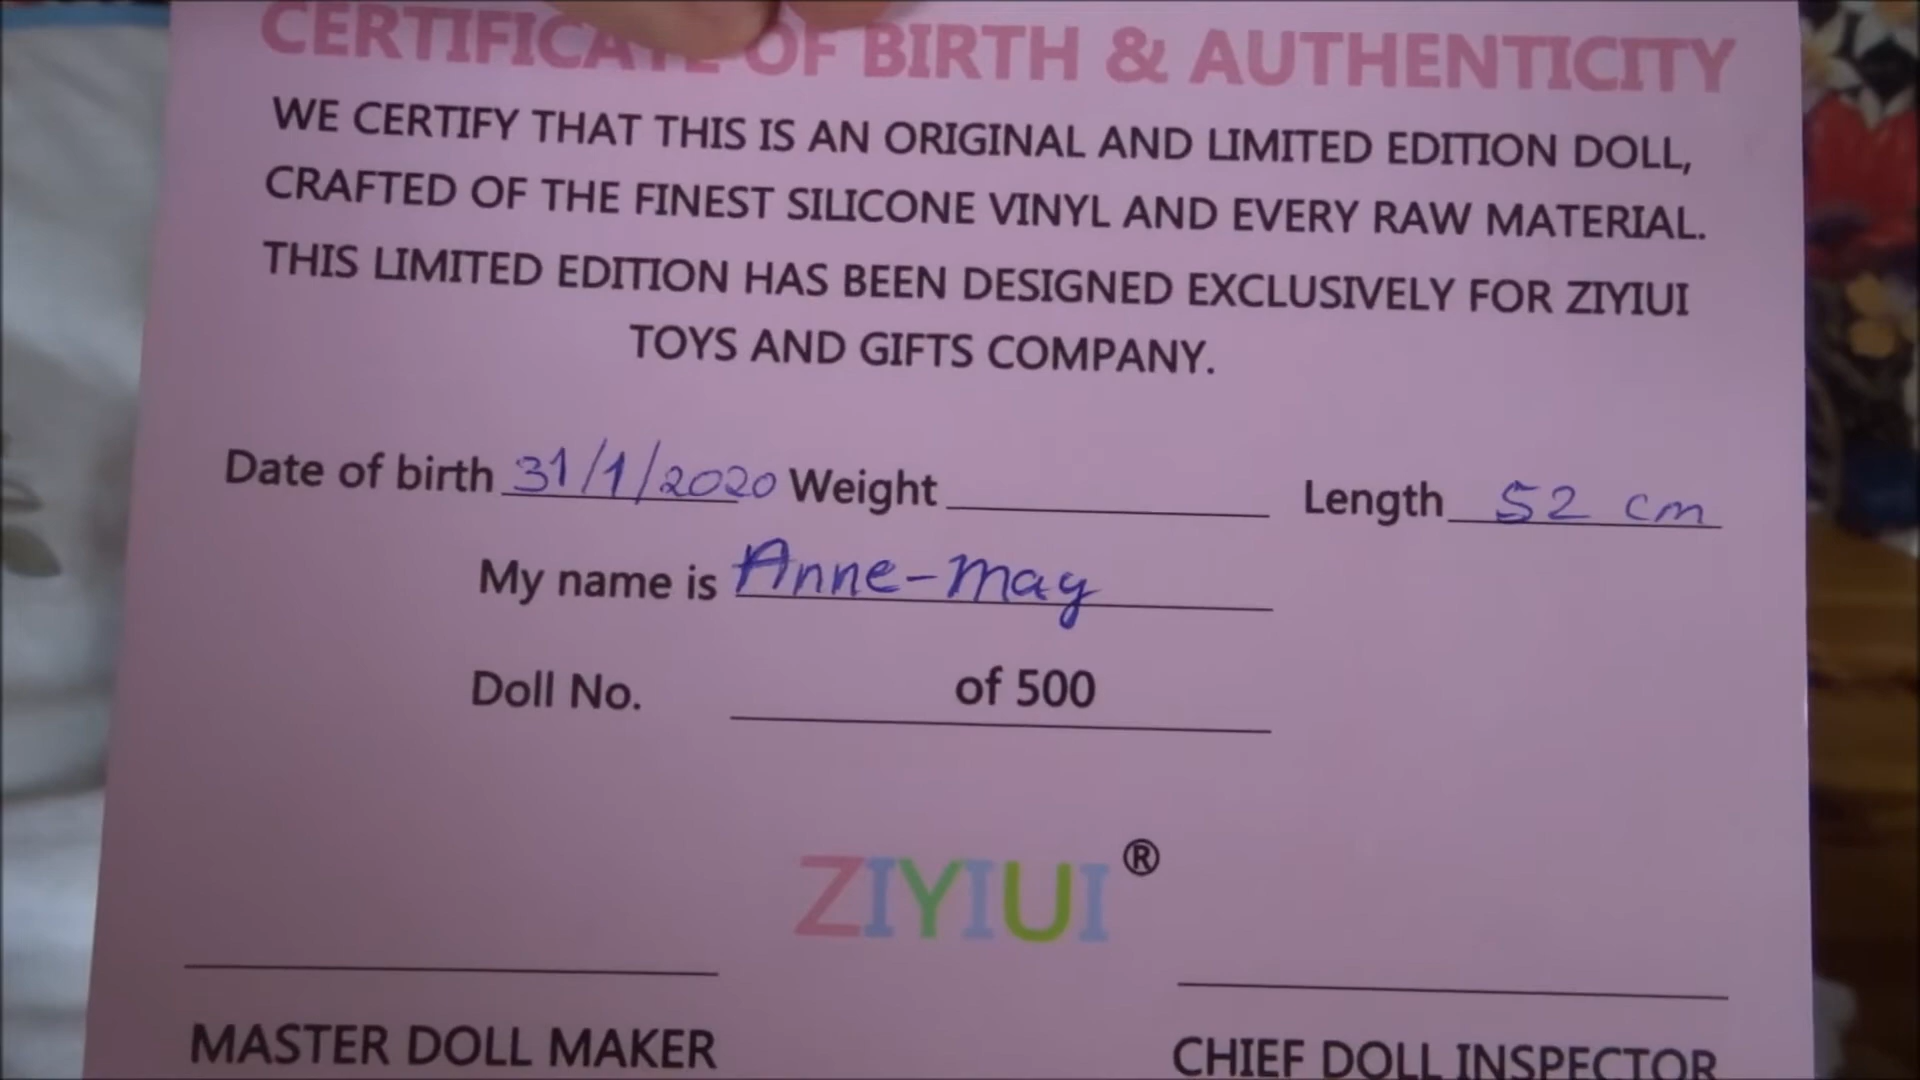 CERTIFICATE OF BIRTH & AUTHENTICITY
WE CERTIFY THAT THIS IS AN ORIGINAL AND LIMITED EDITION DOLL,
CRAFTED OF THE FINEST SILICONE VINYL AND EVERY RAW MATERIAL.
THIS LIMITED EDITION HAS BEEN DESIGNED EXCLUSIVELY FOR ZIYIUI
TOYS AND GIFTS COMPANY.
Date of birth 31/1/2020 Weight Length 52 cm
My name is Anne-May
Doll No. of 500
ZIYIUI®
MASTER DOLL MAKER CHIEF DOLL INSPECTOR